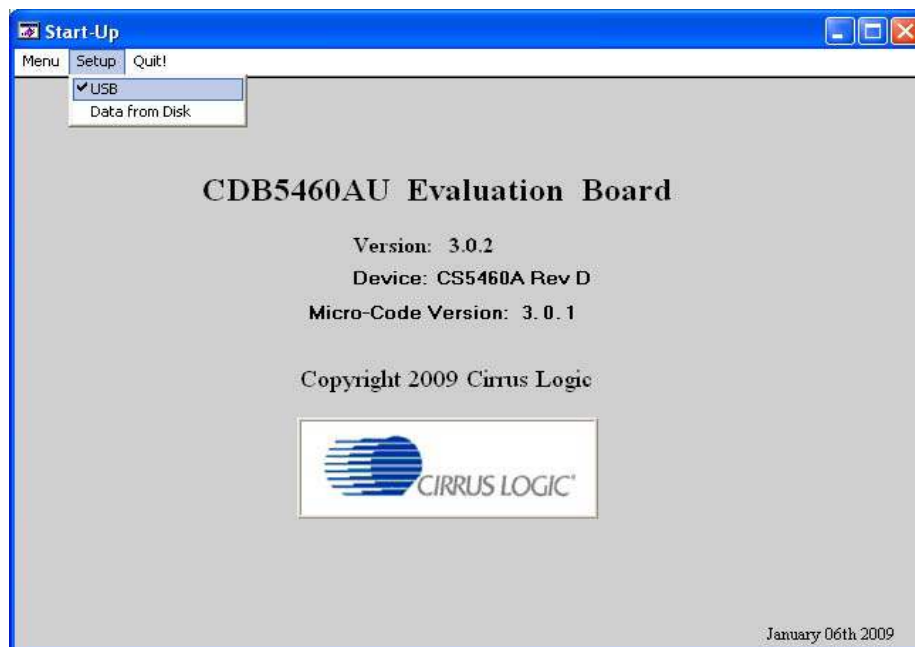 Start-Up
Menu Setup Quit!
USB
Data from Disk
CDB5460AU Evaluation Board
Version: 3.0.2
Device: CS5460A Rev D
Micro-Code Version: 3.0.1
Copyright 2009 Cirrus Logic
CIRRUS LOGIC®
January 06th 2009